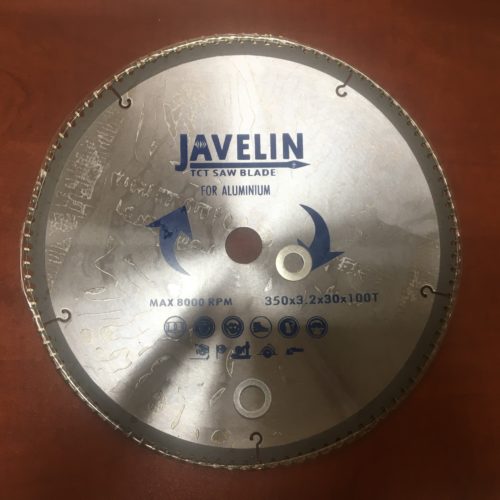 JAVELIN
TCT SAW BLADE
FOR ALUMINIUM
MAX 8000 RPM
350x3.2x30x100T